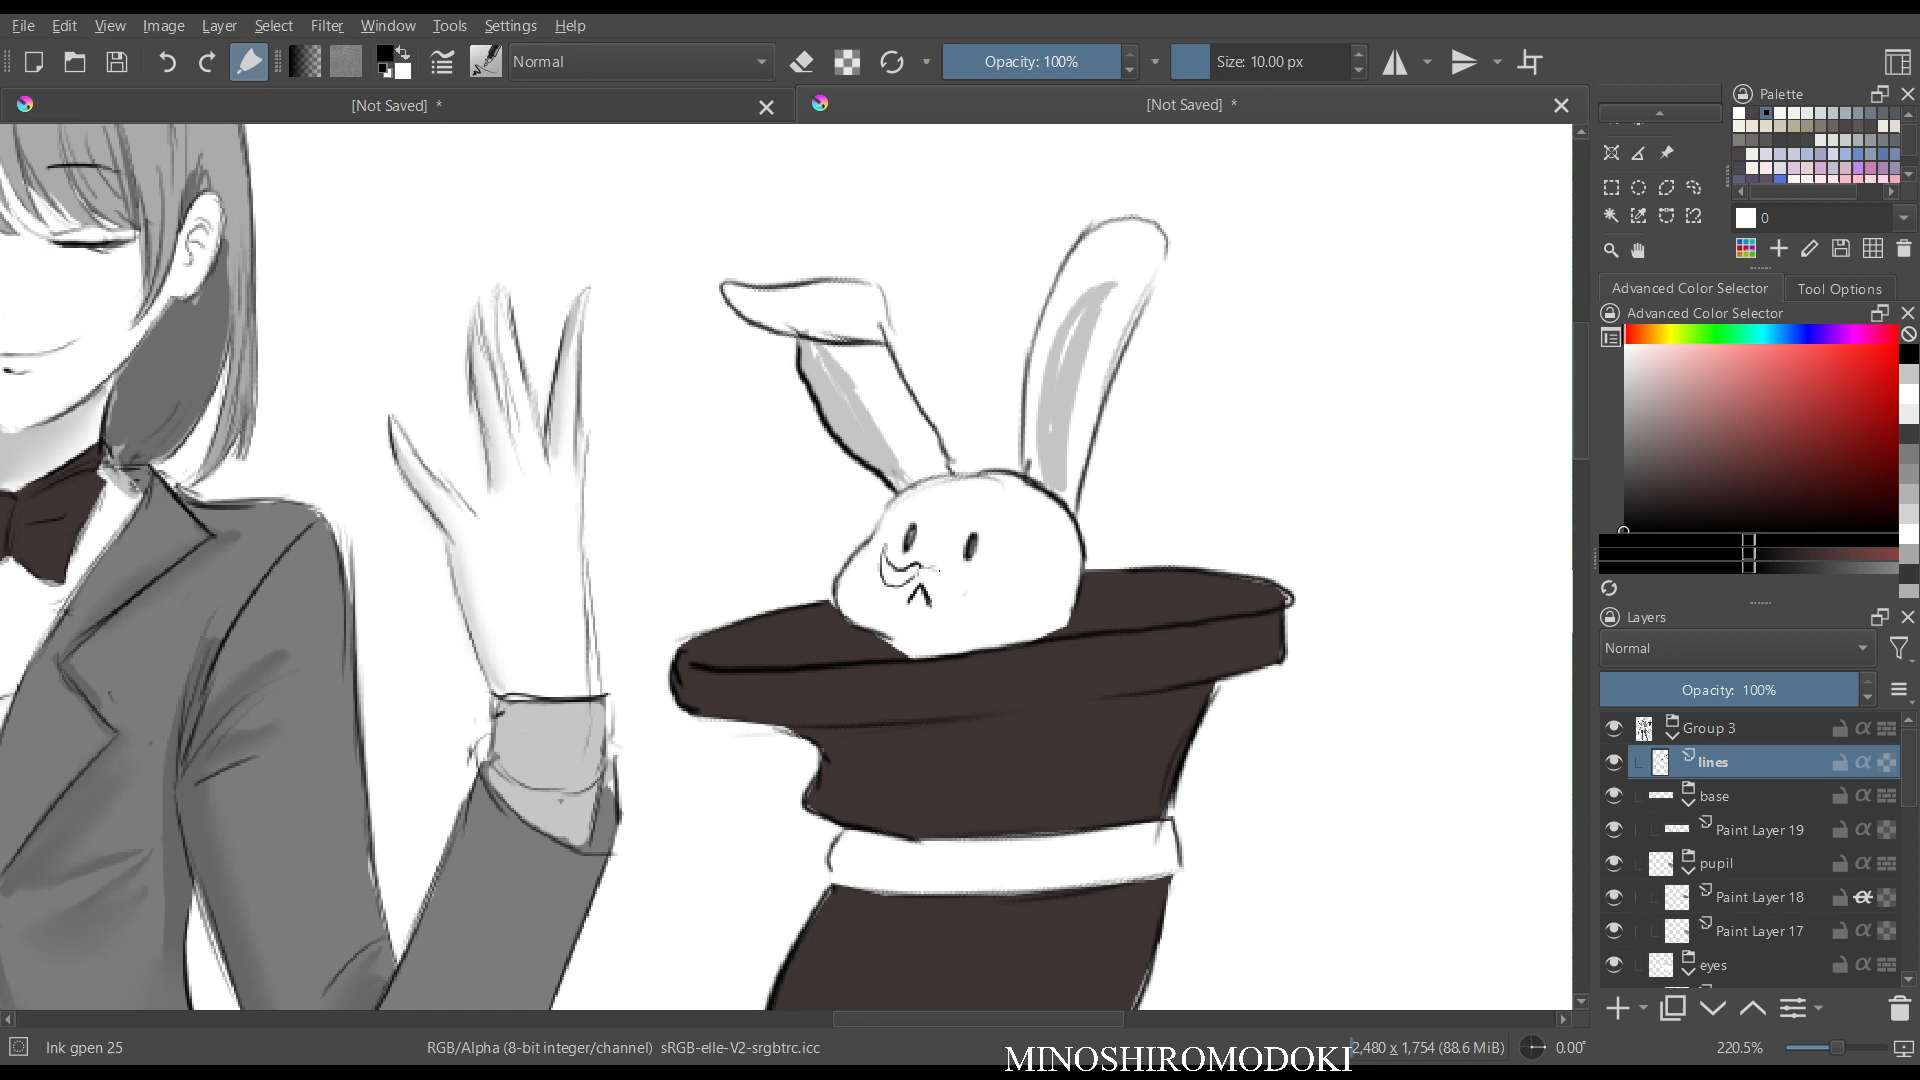 File Edit View Image Layer Select Filter Tools Window Settings Help
Normal
Opacity: 100%
Size: 10.00 px
[Not Saved] *
[Not Saved] *
Palette
0
Advanced Color Selector
Tool Options
Advanced Color Selector
Layers
Normal
Opacity: 100%
Group 3
lines
base
Paint Layer 19
pupil
Paint Layer 18
Paint Layer 17
eyes
Ink gpen 25
RGB/Alpha (8-bit integer/channel) sRGB-elle-V2-srgbtrc.icc
MINOSHIROMODOKI
2,480 x 1,754 (88.6 MiB)
0.00°
220.5%